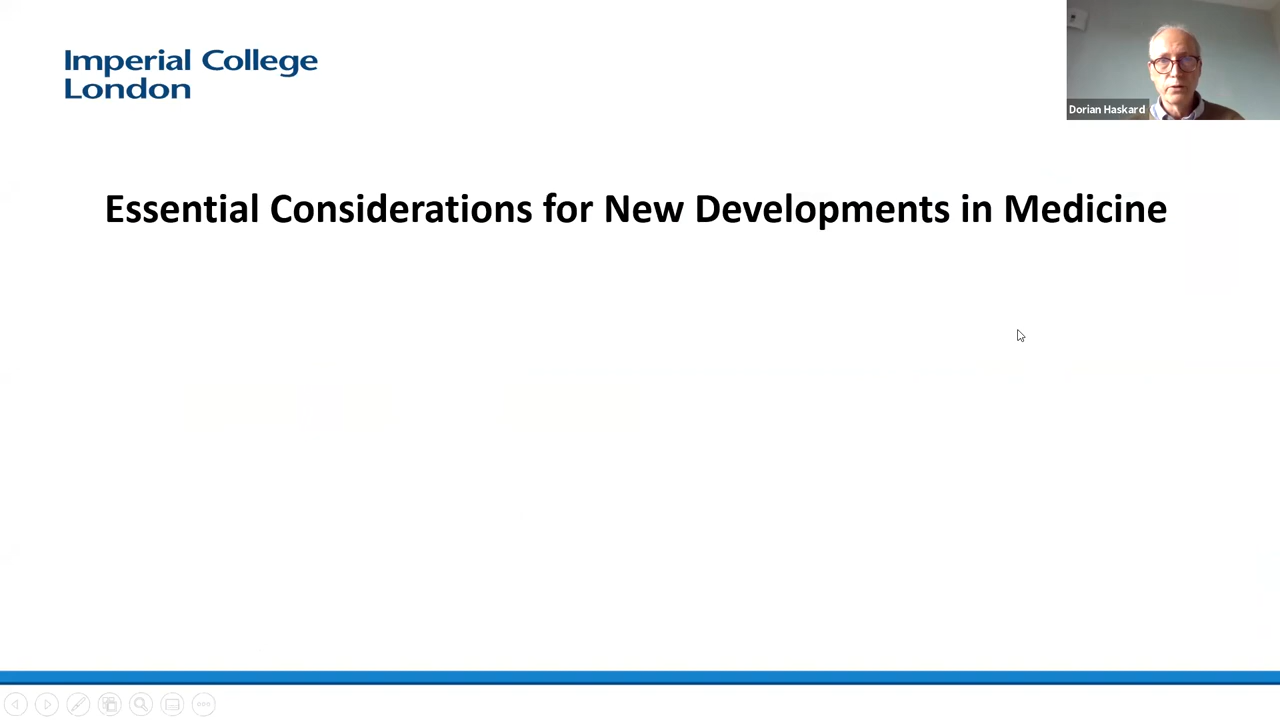 Imperial College
London
Dorian Haskard
Essential Considerations for New Developments in Medicine